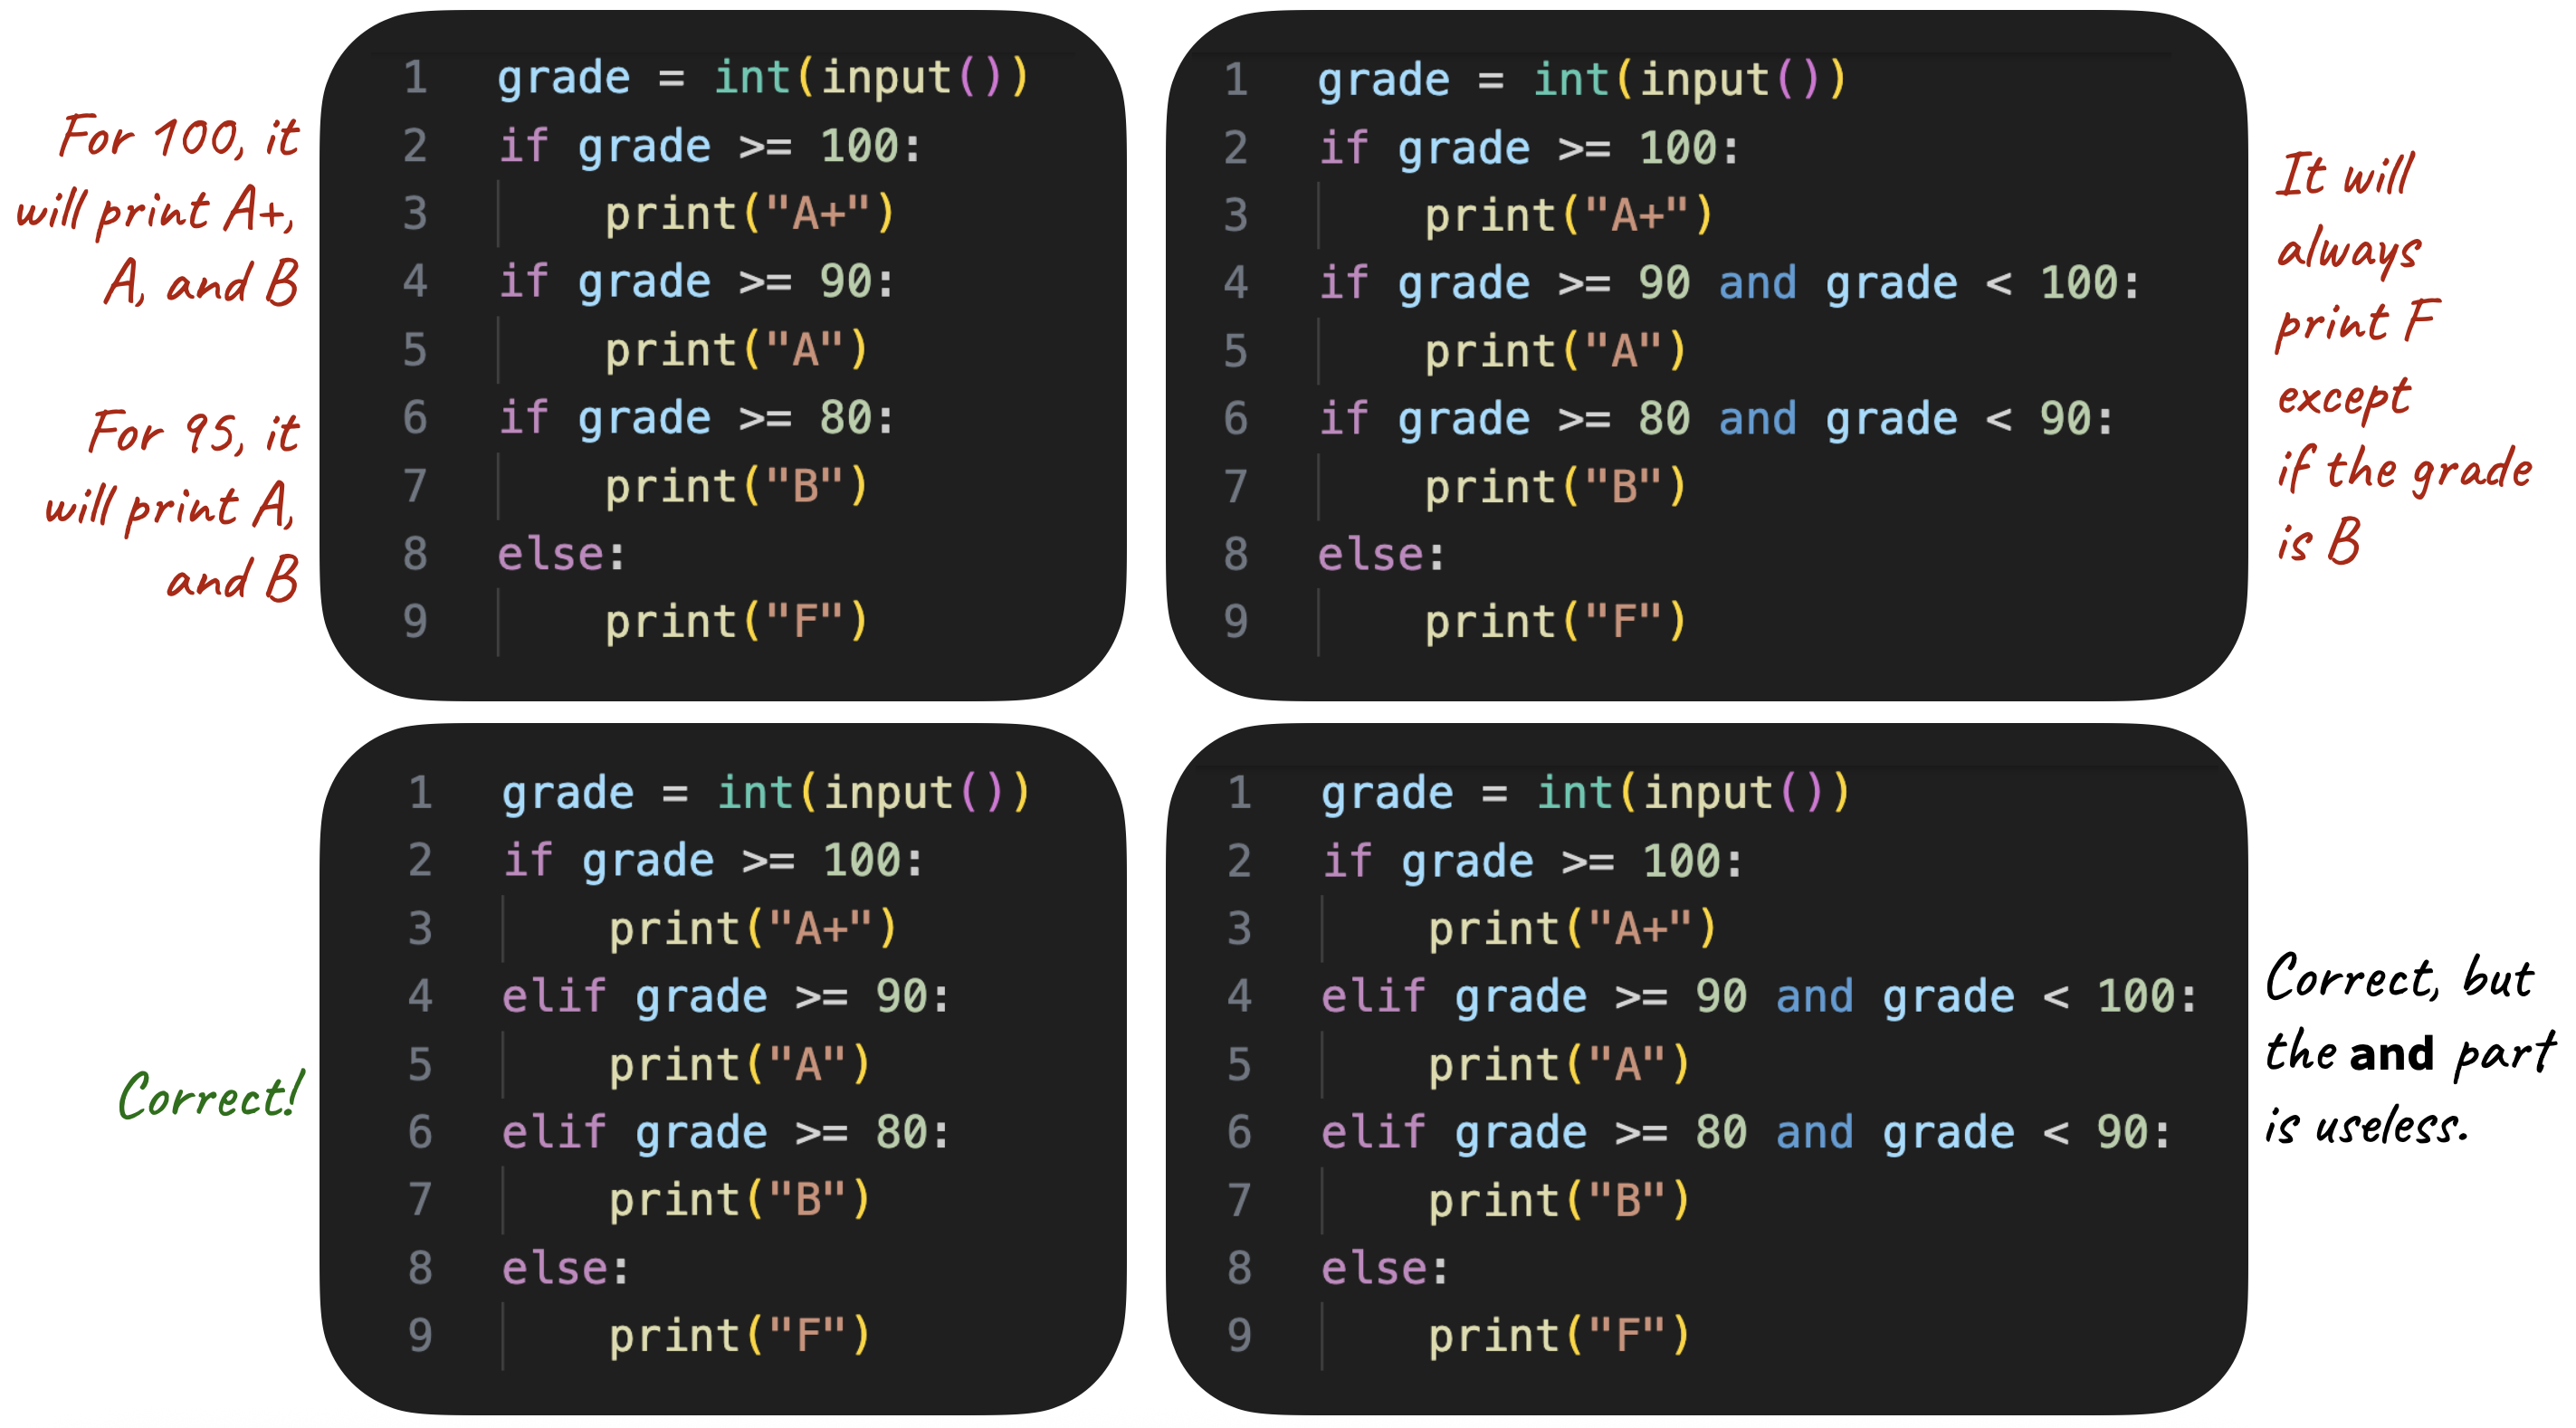 For 100, it
will print A+,
A, and B
For 95, it
will print A,
and B
1 grade = int(input())
2 if grade >= 100:
3 print("A+")
4 if grade >= 90:
5 print("A")
6 if grade >= 80:
7 print("B")
8 else:
9 print("F")
1 grade = int(input())
2 if grade >= 100:
3 print("A+")
4 if grade >= 90 and grade < 100:
5 print("A")
6 if grade >= 80 and grade < 90:
7 print("B")
8 else:
9 print("F")
It will
always
print F
except
if the grade
is B
Correct!
1 grade = int(input())
2 if grade >= 100:
3 print("A+")
4 elif grade >= 90:
5 print("A")
6 elif grade >= 80:
7 print("B")
8 else:
9 print("F")
1 grade = int(input())
2 if grade >= 100:
3 print("A+")
4 elif grade >= 90 and grade < 100:
5 print("A")
6 elif grade >= 80 and grade < 90:
7 print("B")
8 else:
9 print("F")
Correct, but
the and part
is useless.